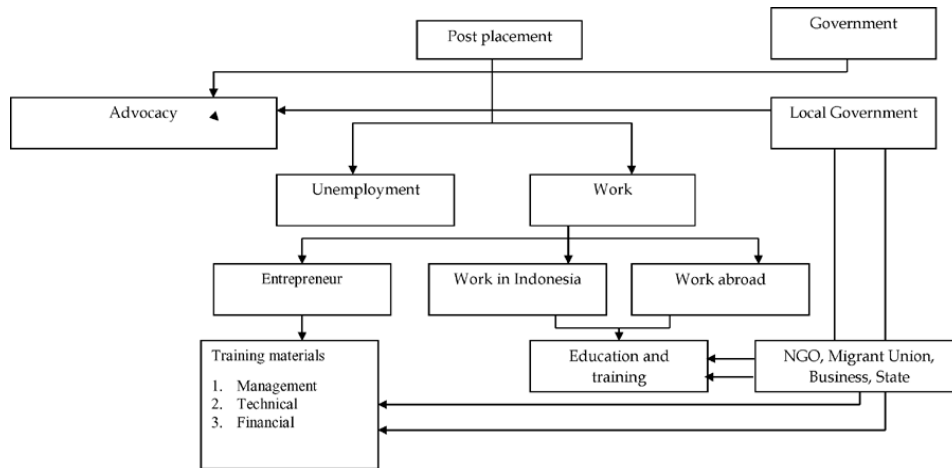 Post placement
Government
Advocacy
Local Government
Unemployment
Work
Entrepreneur
Work in Indonesia
Work abroad
Training materials
1. Management
2. Technical
3. Financial
Education and
training
NGO, Migrant Union,
Business, State